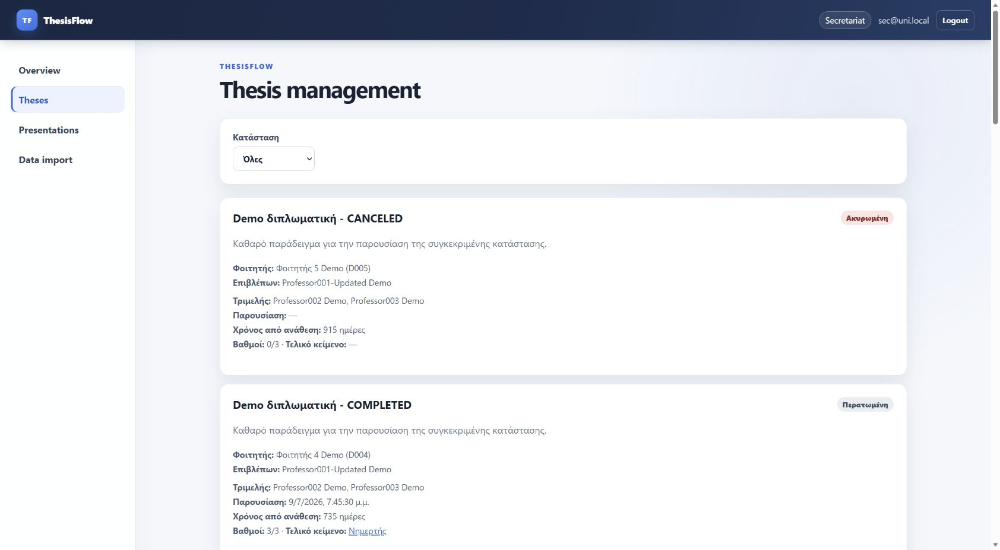 TF ThesisFlow
Secretariat sec@uni.local Logout
Overview
Theses
Presentations
Data import
THESISFLOW
Thesis management
Κατάσταση
Όλες
Demo διπλωματική - CANCELED
Ακυρωμένη
Καθαρό παράδειγμα για την παρουσίαση της συγκεκριμένης κατάστασης.
Φοιτητής: Φοιτητής 5 Demo (D005)
Επιβλέπων: Professor001-Updated Demo
Τριμελής: Professor002 Demo, Professor003 Demo
Παρουσίαση: —
Χρόνος από ανάθεση: 915 ημέρες
Βαθμοί: 0/3 · Τελικό κείμενο: —
Demo διπλωματική - COMPLETED
Περατωμένη
Καθαρό παράδειγμα για την παρουσίαση της συγκεκριμένης κατάστασης.
Φοιτητής: Φοιτητής 4 Demo (D004)
Επιβλέπων: Professor001-Updated Demo
Τριμελής: Professor002 Demo, Professor003 Demo
Παρουσίαση: 9/7/2026, 7:45:30 μ.μ.
Χρόνος από ανάθεση: 735 ημέρες
Βαθμοί: 3/3 · Τελικό κείμενο: Νημερτής